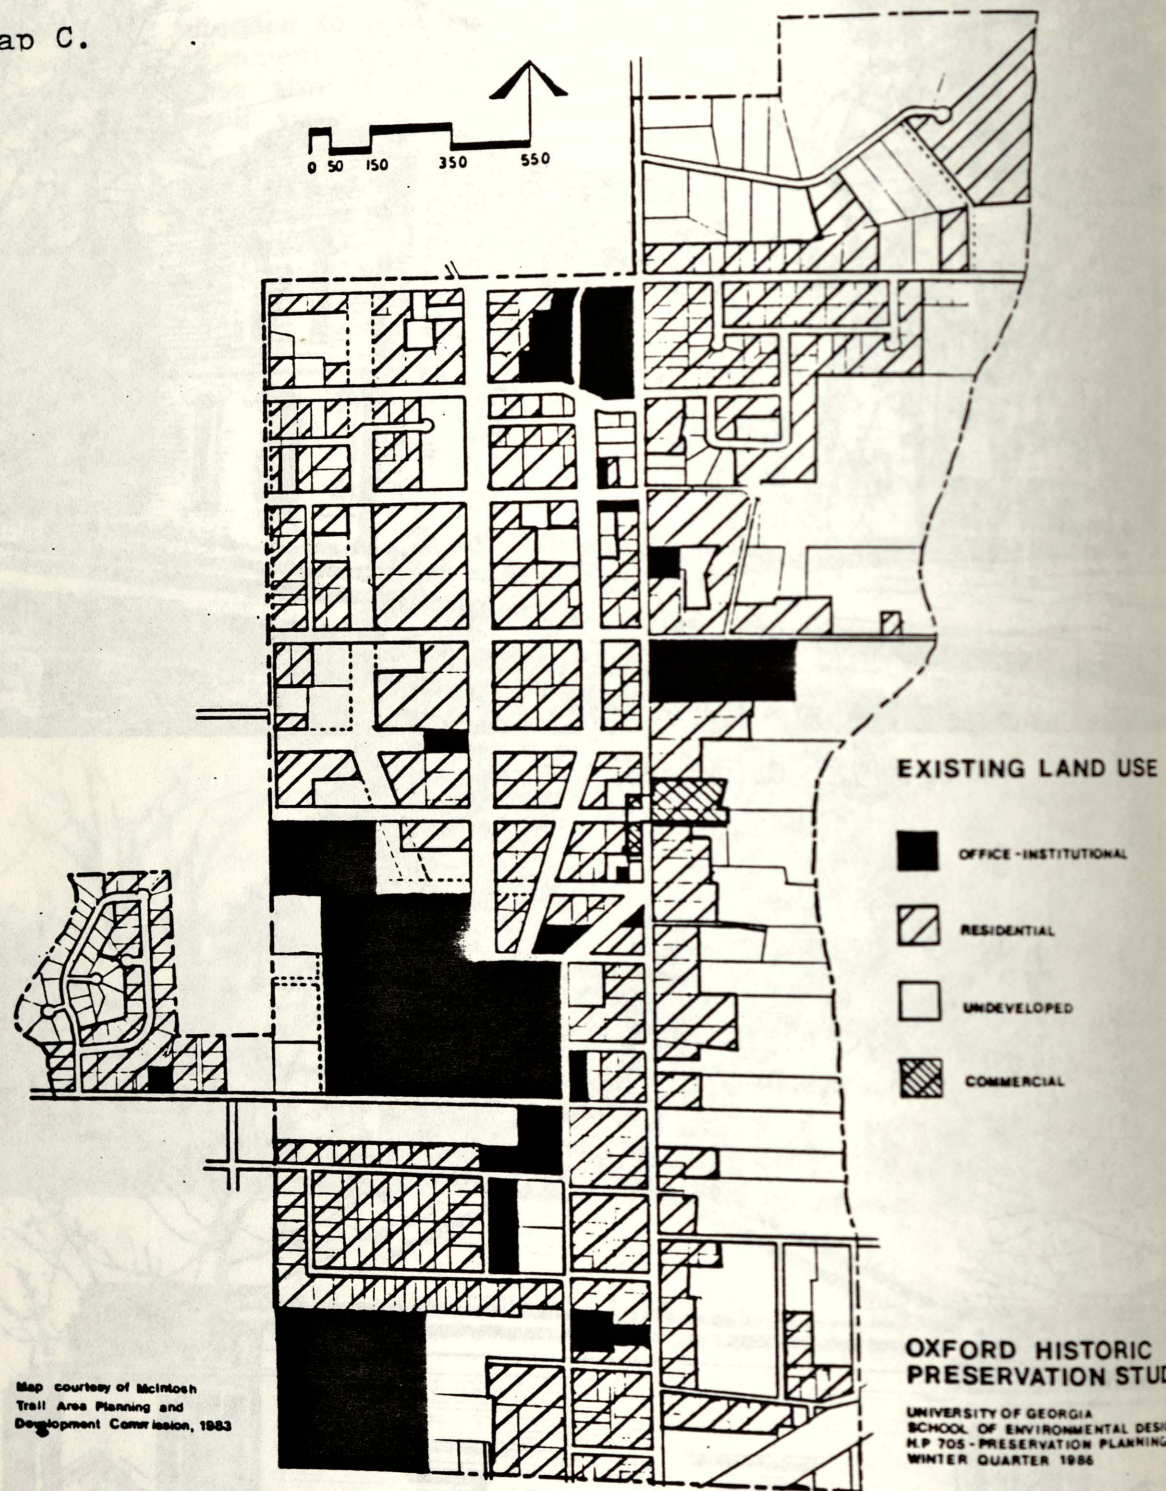 ap C.
0 50 150 350 550
EXISTING LAND USE
OFFICE-INSTITUTIONAL
RESIDENTIAL
UNDEVELOPED
COMMERCIAL
Map courtesy of McIntosh
Trail Area Planning and
Development Commission, 1983
OXFORD HISTORIC
PRESERVATION STUD
UNIVERSITY OF GEORGIA
SCHOOL OF ENVIRONMENTAL DESI
H.P 705-PRESERVATION PLANNING
WINTER QUARTER 1986